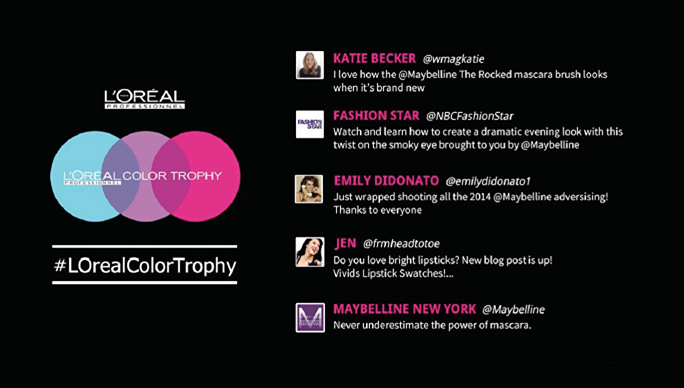 L'ORÉAL
PROFESSIONNEL
L'ORÉAL COLOR TROPHY
PROFESSIONNEL
#LOrealColorTrophy
KATIE BECKER @wmagkatie
I love how the @Maybelline The Rocked mascara brush looks
when it's brand new
FASHION STAR @NBCFashionStar
FASHION
STAR
Watch and learn how to create a dramatic evening look with this
twist on the smoky eye brought to you by @Maybelline
EMILY DIDONATO @emilydidonato1
Just wrapped shooting all the 2014 @Maybelline adversising!
Thanks to everyone
JEN @frmheadtotoe
Do you love bright lipsticks? New blog post is up!
Vivids Lipstick Swatches!...
MAYBELLINE NEW YORK @Maybelline
Never underestimate the power of mascara.